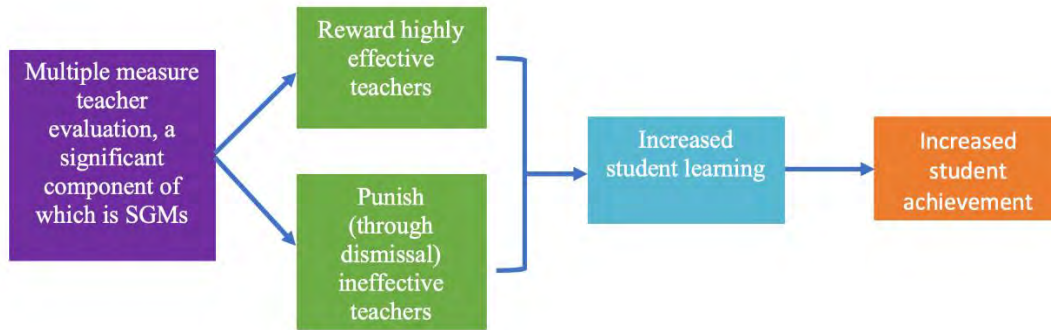 Multiple measure
teacher
evaluation, a
significant
component of
which is SGMs
Reward highly
effective
teachers
Punish
(through
dismissal)
ineffective
teachers
Increased
student learning
Increased
student
achievement